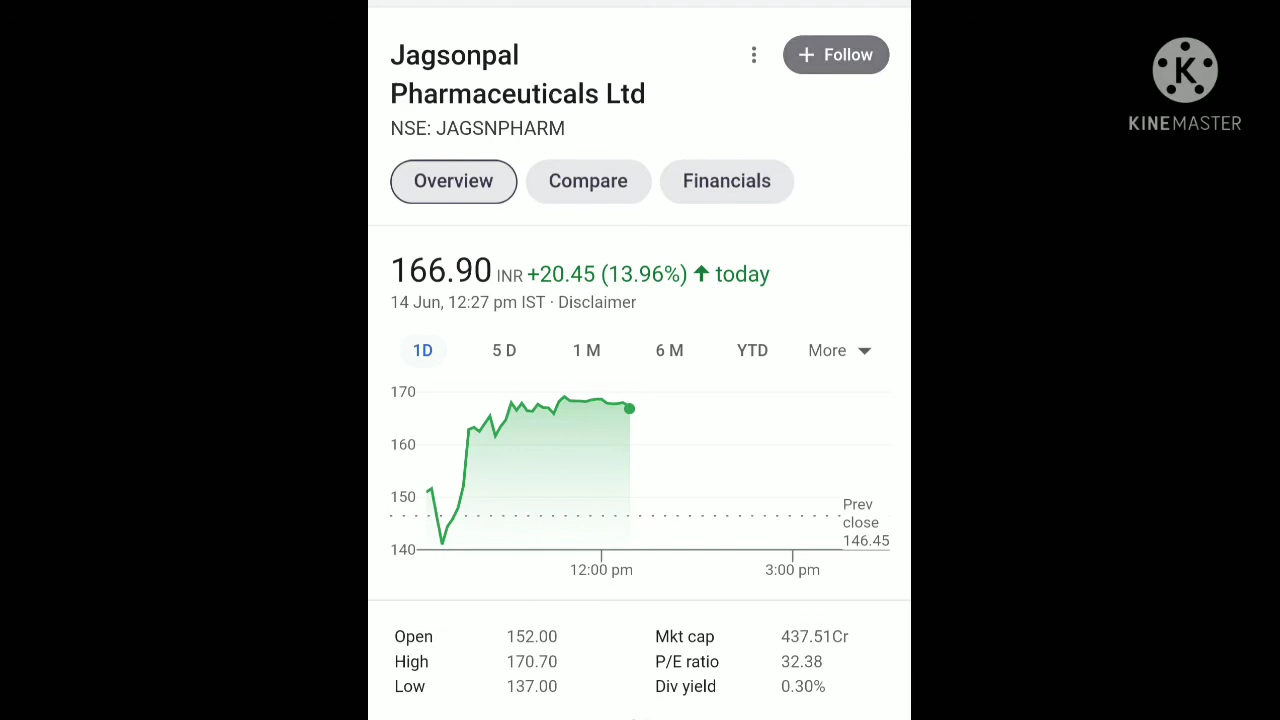 Jagsonpal
Pharmaceuticals Ltd
+ Follow
NSE: JAGSNPHARM
Overview
Compare
Financials
166.90 INR +20.45 (13.96%) ↑ today
14 Jun, 12:27 pm IST · Disclaimer
1D 5 D 1 M 6 M YTD More
170
160
150
140
Prev
close
146.45
12:00 pm 3:00 pm
Open 152.00 Mkt cap 437.51Cr
High 170.70 P/E ratio 32.38
Low 137.00 Div yield 0.30%
K
KINEMASTER